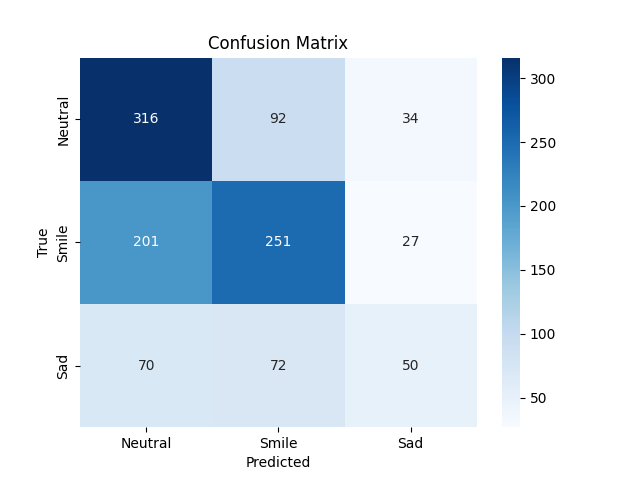 Confusion Matrix
Neutral 316 92 34
Smile 201 251 27
Sad 70 72 50
True
Neutral Smile Sad
Predicted
300
250
200
150
100
50